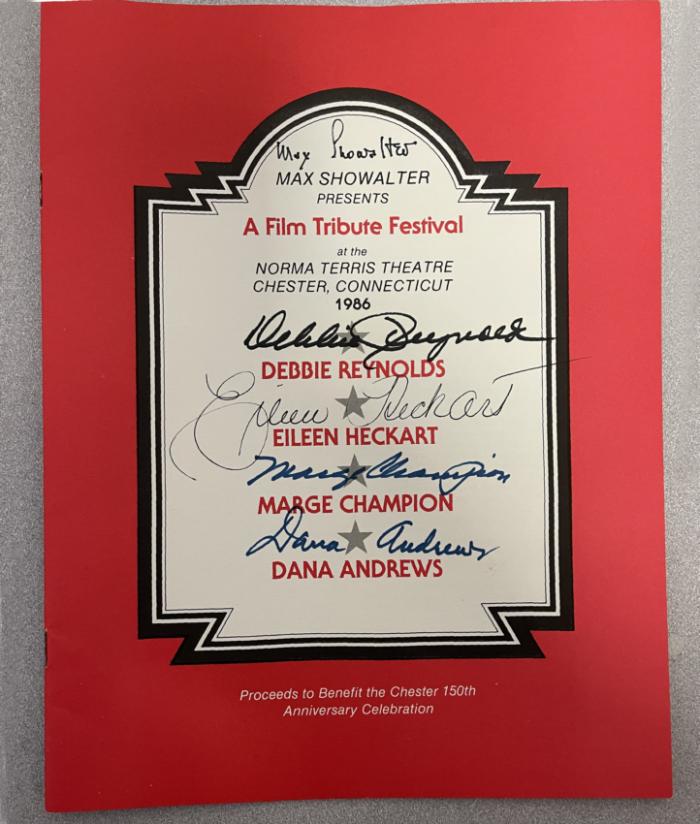 Max Showalter
MAX SHOWALTER
PRESENTS
A Film Tribute Festival
at the
NORMA TERRIS THEATRE
CHESTER, CONNECTICUT
1986
Debbie Reynolds
DEBBIE REYNOLDS
Eileen Heckart
EILEEN HECKART
Marge Champion
MARGE CHAMPION
Dana Andrews
DANA ANDREWS
Proceeds to Benefit the Chester 150th
Anniversary Celebration